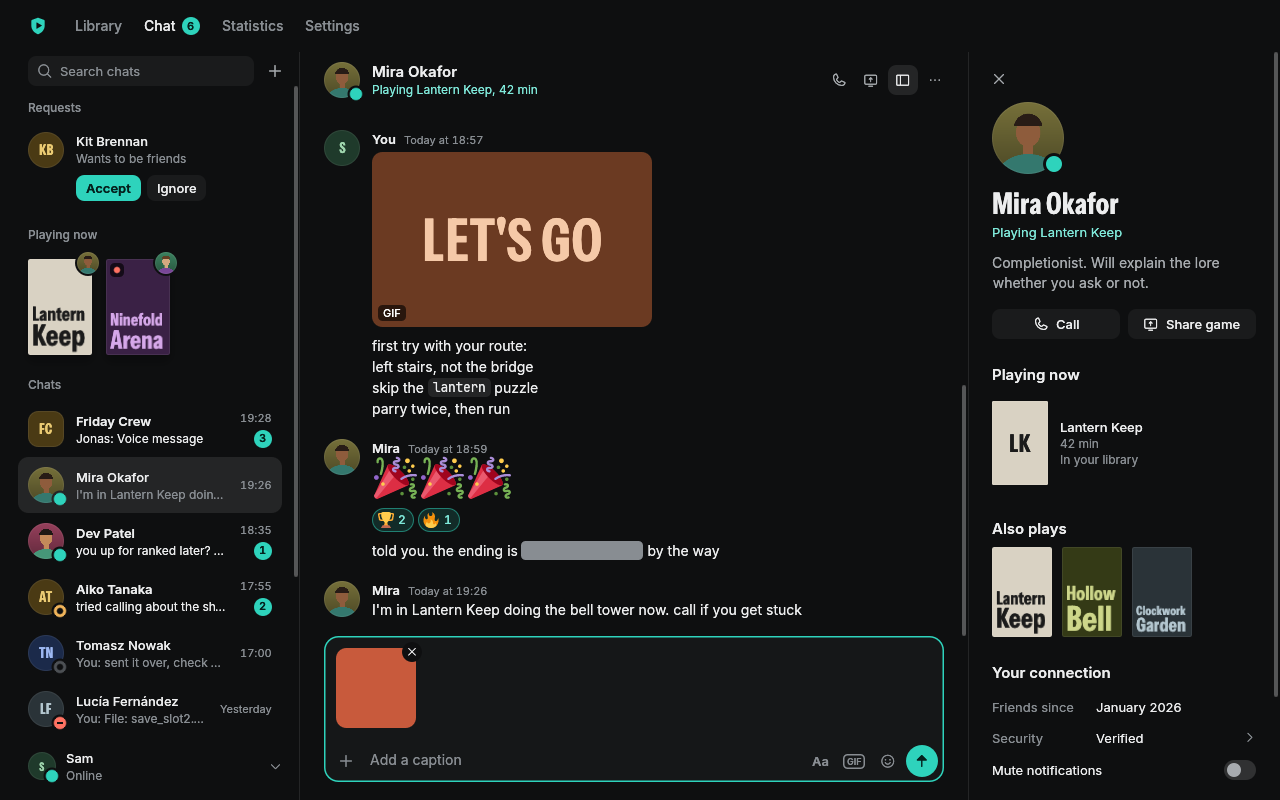 Library
Chat 6
Statistics
Settings
Search chats
Requests
KB
Kit Brennan
Wants to be friends
Accept
Ignore
Playing now
Lantern
Keep
Ninefold
Arena
Chats
FC
Friday Crew
19:28
Jonas: Voice message
3
Mira Okafor
I'm in Lantern Keep doin...
19:26
Dev Patel
18:35
you up for ranked later? ...
1
AT
Aiko Tanaka
17:55
tried calling about the sh...
2
TN
Tomasz Nowak
You: sent it over, check ...
17:00
LF
Lucía Fernández
You: File: save_slot2....
Yesterday
S
Sam
Online
Mira Okafor
Playing Lantern Keep, 42 min
S
You Today at 18:57
LET'S GO
GIF
first try with your route:
left stairs, not the bridge
skip the lantern puzzle
parry twice, then run
Mira Today at 18:59
2
1
told you. the ending is by the way
Mira Today at 19:26
I'm in Lantern Keep doing the bell tower now. call if you get stuck
Add a caption
Aa
GIF
Mira Okafor
Playing Lantern Keep
Completionist. Will explain the lore
whether you ask or not.
Call
Share game
Playing now
LK
Lantern Keep
42 min
In your library
Also plays
Lantern
Keep
Hollow
Bell
Clockwork
Garden
Your connection
Friends since January 2026
Security Verified
Mute notifications